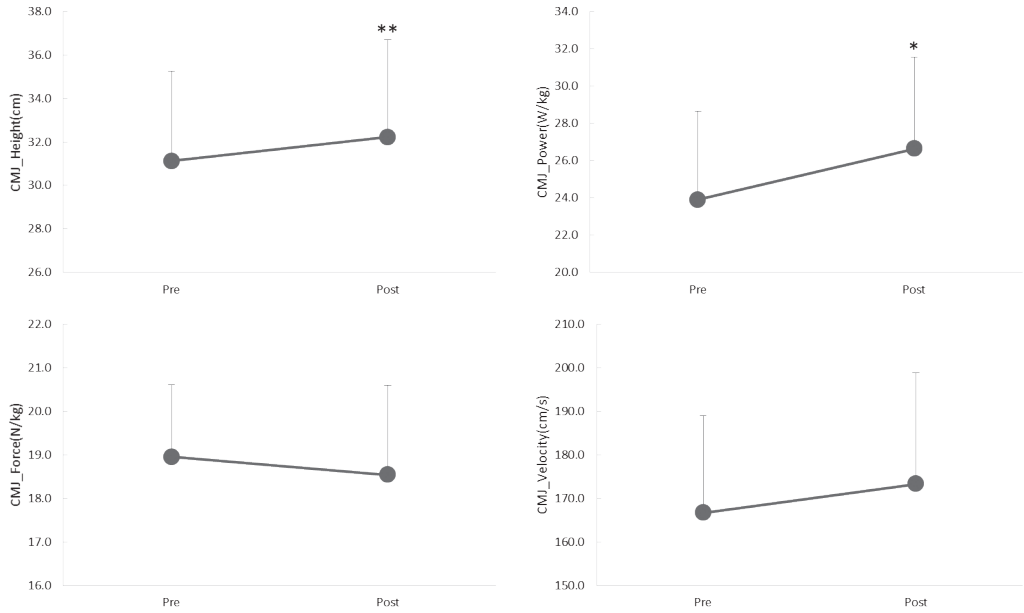 CMJ_Height(cm)
38.0
36.0
34.0
32.0
30.0
28.0
26.0
**
Pre
Post
CMJ_Power(W/kg)
34.0
32.0
30.0
28.0
26.0
24.0
22.0
20.0
*
Pre
Post
CMJ_Force(N/kg)
22.0
21.0
20.0
19.0
18.0
17.0
16.0
Pre
Post
CMJ_Velocity(cm/s)
210.0
200.0
190.0
180.0
170.0
160.0
150.0
Pre
Post